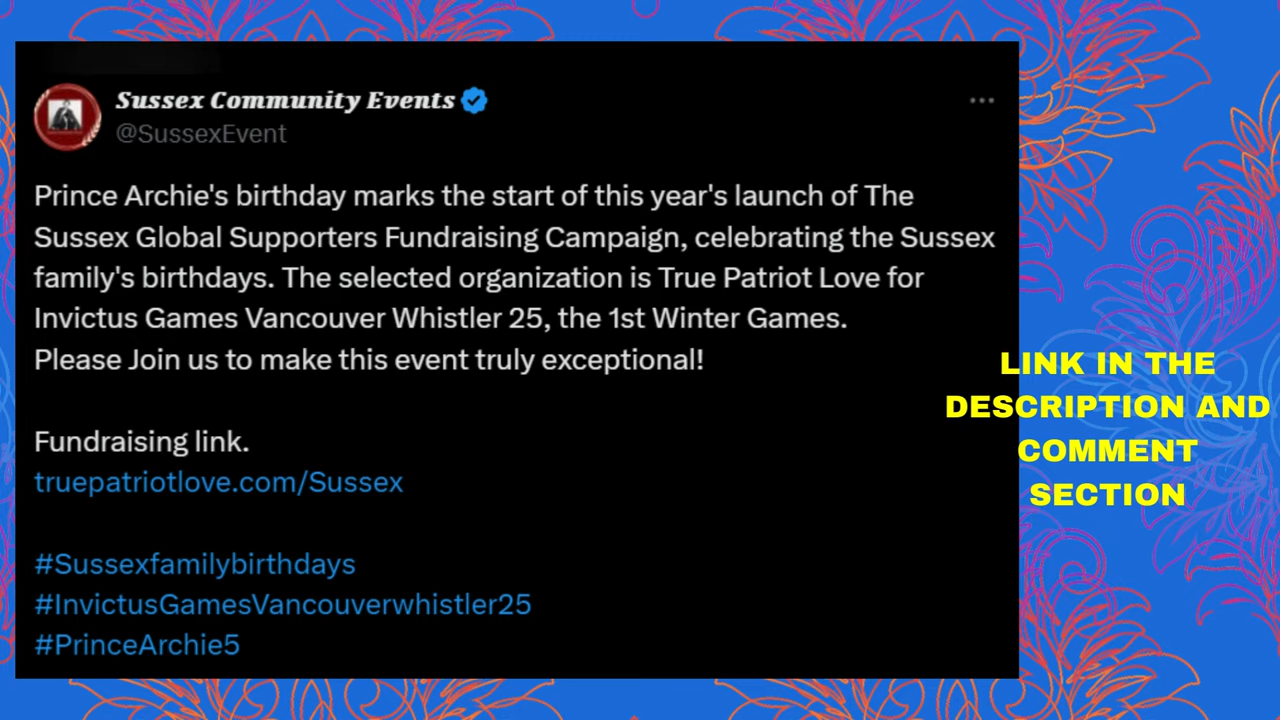 Sussex Community Events
@SussexEvent
Prince Archie's birthday marks the start of this year's launch of The
Sussex Global Supporters Fundraising Campaign, celebrating the Sussex
family's birthdays. The selected organization is True Patriot Love for
Invictus Games Vancouver Whistler 25, the 1st Winter Games.
Please Join us to make this event truly exceptional!
Fundraising link.
truepatriotlove.com/Sussex
#Sussexfamilybirthdays
#InvictusGamesVancouverwhistler25
#PrinceArchie5
LINK IN THE
DESCRIPTION AND
COMMENT
SECTION